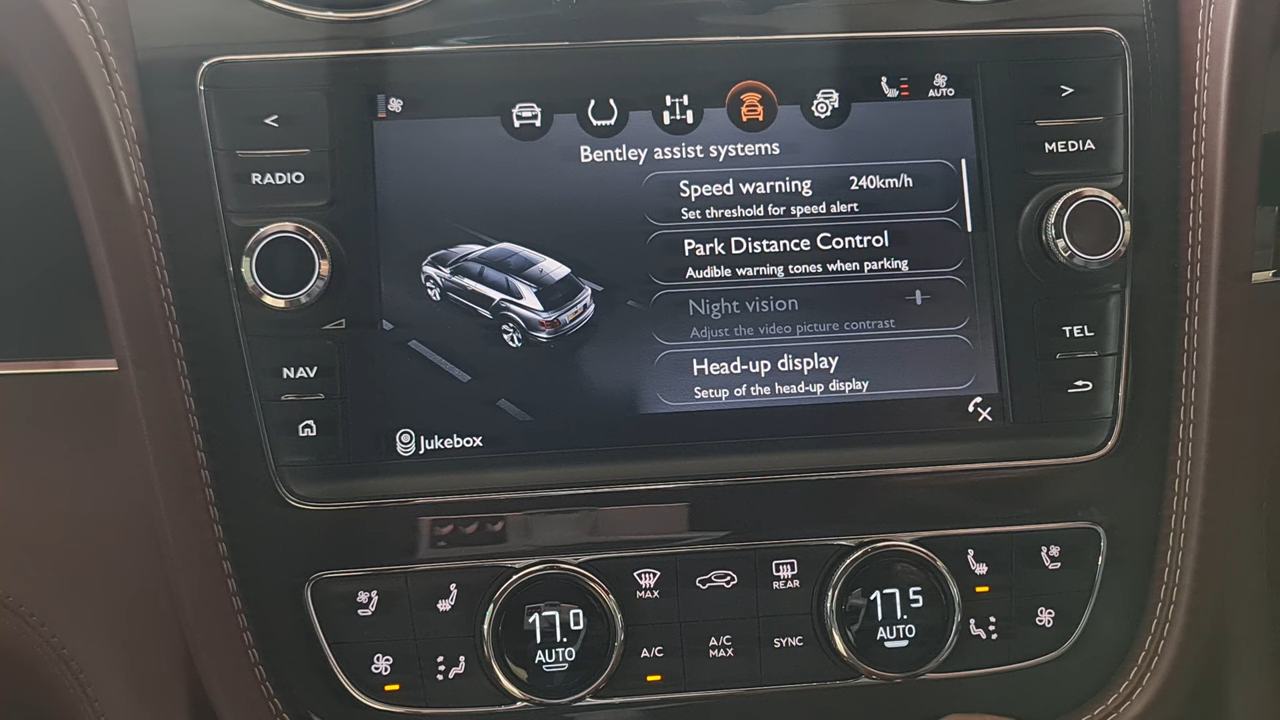 <
RADIO
NAV
AUTO
Bentley assist systems
Speed warning 240km/h
Set threshold for speed alert
Park Distance Control
Audible warning tones when parking
Night vision
Adjust the video picture contrast
Head-up display
Setup of the head-up display
Jukebox
>
MEDIA
TEL
17.0
AUTO
MAX
A/C
A/C
MAX
REAR
SYNC
17.5
AUTO